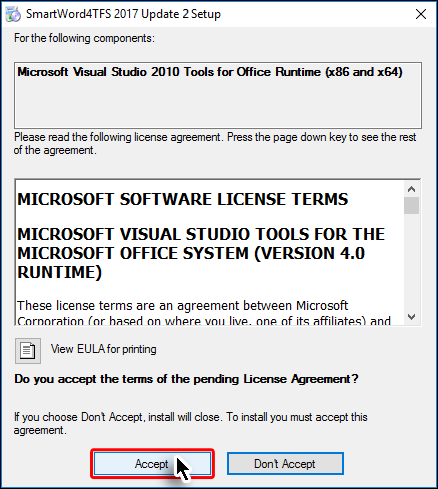 SmartWord4TFS 2017 Update 2 Setup
For the following components:
Microsoft Visual Studio 2010 Tools for Office Runtime (x86 and x64)
Please read the following license agreement. Press the page down key to see the rest
of the agreement.
MICROSOFT SOFTWARE LICENSE TERMS
MICROSOFT VISUAL STUDIO TOOLS FOR THE
MICROSOFT OFFICE SYSTEM (VERSION 4.0
RUNTIME)
These license terms are an agreement between Microsoft
Corporation (or based on where you live, one of its affiliates) and
View EULA for printing
Do you accept the terms of the pending License Agreement?
If you choose Don't Accept, install will close. To install you must accept this
agreement.
Accept Don't Accept